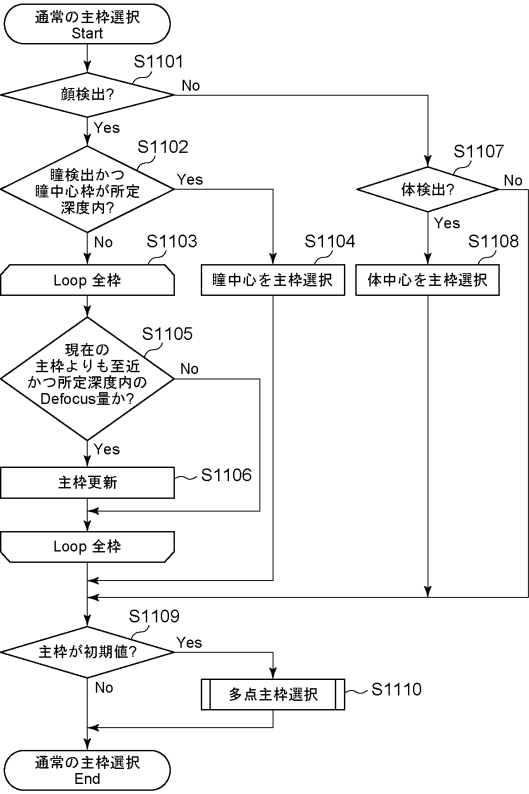 通常の主枠選択
Start
S1101
顔検出?
No
Yes
S1102
瞳検出かつ
瞳中心枠が所定
深度内?
Yes
No
S1107
体検出?
No
Yes
S1103
Loop 全枠
S1104
瞳中心を主枠選択
S1108
体中心を主枠選択
S1105
現在の
主枠よりも至近
かつ所定深度内の
Defocus量か?
No
Yes
主枠更新
S1106
Loop 全枠
S1109
主枠が初期値?
Yes
No
多点主枠選択
S1110
通常の主枠選択
End